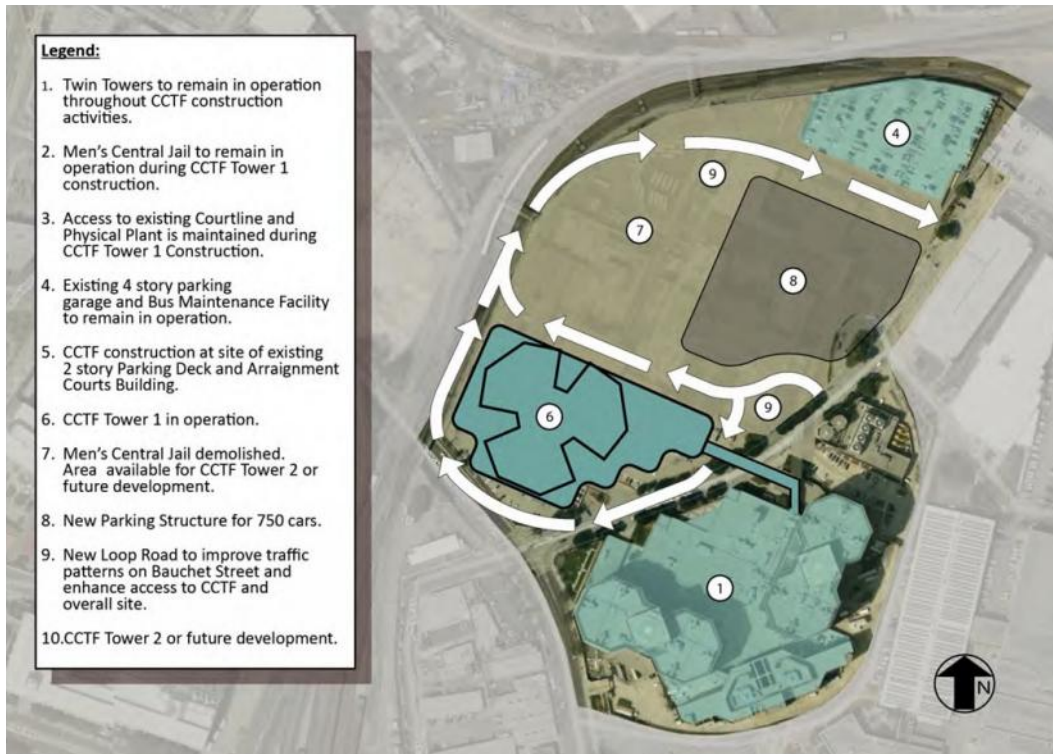 Legend:
1. Twin Towers to remain in operation
throughout CCTF construction
activities.
2. Men's Central Jail to remain in
operation during CCTF Tower 1
construction.
3. Access to existing Courtline and
Physical Plant is maintained during
CCTF Tower 1 Construction.
4. Existing 4 story parking
garage and Bus Maintenance Facility
to remain in operation.
5. CCTF construction at site of existing
2 story Parking Deck and Arraignment
Courts Building.
6. CCTF Tower 1 in operation.
7. Men's Central Jail demolished.
Area available for CCTF Tower 2 or
future development.
8. New Parking Structure for 750 cars.
9. New Loop Road to improve traffic
patterns on Bauchet Street and
enhance access to CCTF and
overall site.
10.CCTF Tower 2 or future development.
4
9
7
8
9
6
1
N